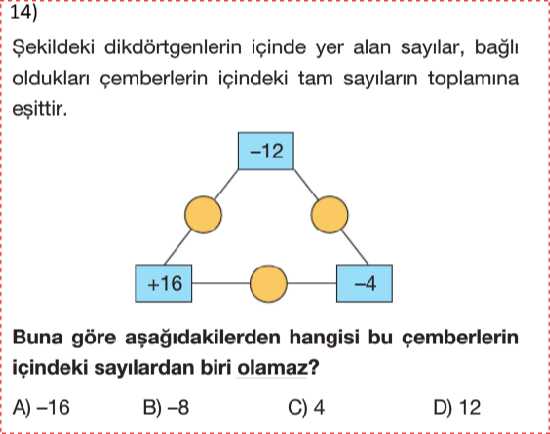 14)
Şekildeki dikdörtgenlerin içinde yer alan sayılar, bağlı
oldukları çemberlerin içindeki tam sayıların toplamına
eşittir.
–12
+16
–4
Buna göre aşağıdakilerden hangisi bu çemberlerin
içindeki sayılardan biri olamaz?
A) –16 B) –8 C) 4 D) 12